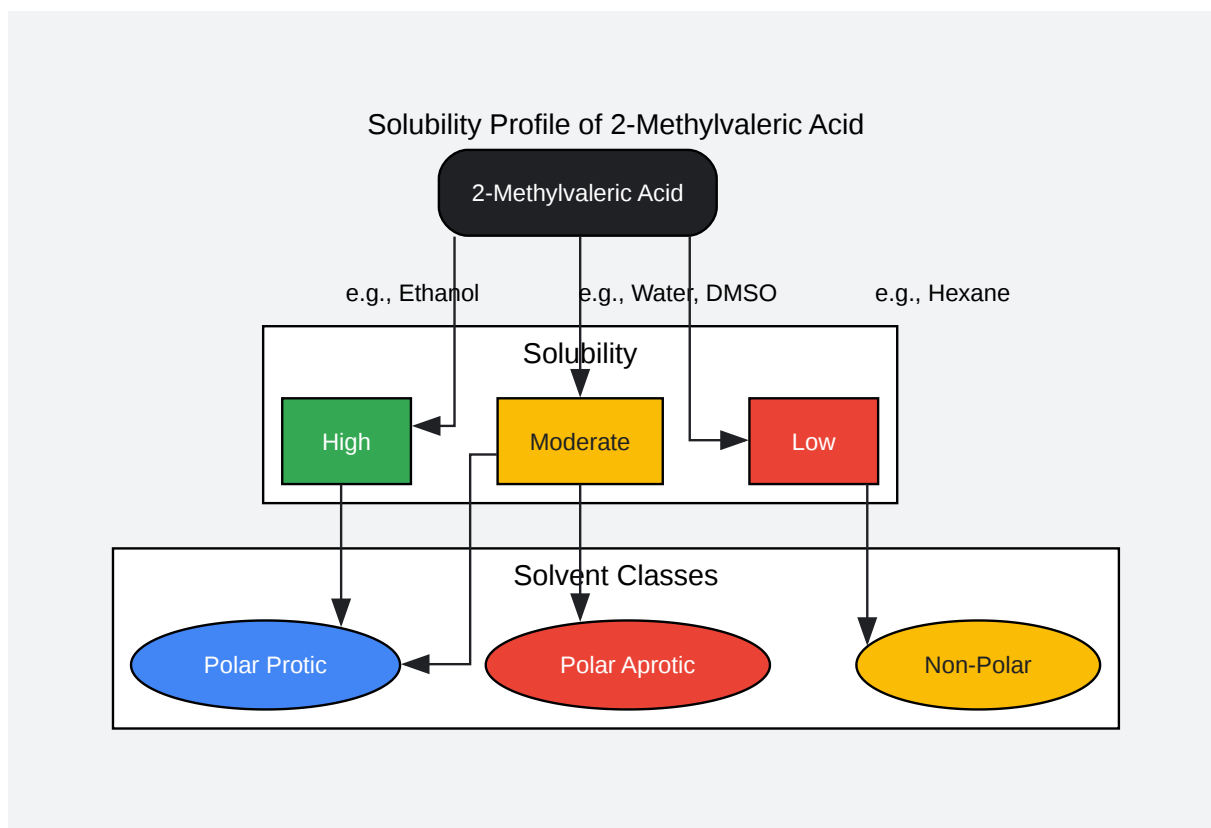 Solubility Profile of 2-Methylvaleric Acid
2-Methylvaleric Acid
e.g., Ethanol
e.g., Water, DMSO
e.g., Hexane
Solubility
High
Moderate
Low
Solvent Classes
Polar Protic
Polar Aprotic
Non-Polar